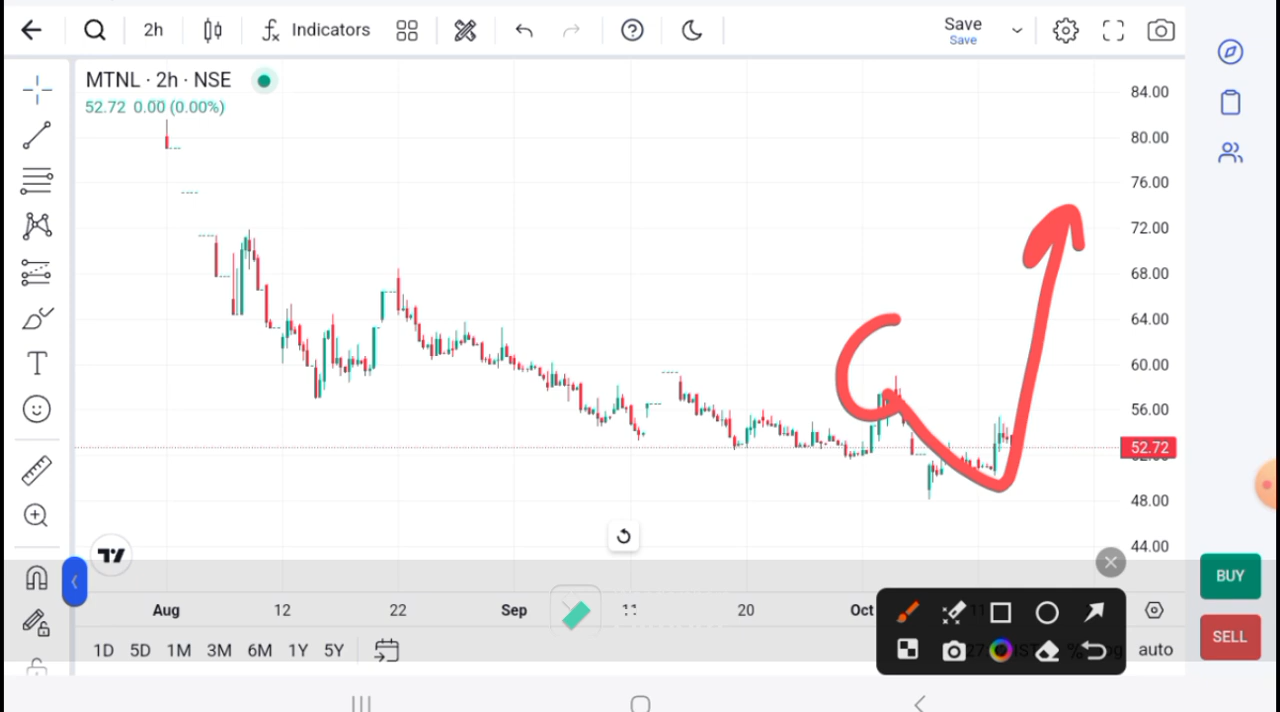 2h
Indicators
Save
Save
MTNL · 2h · NSE
52.72 0.00 (0.00%)
84.00
80.00
76.00
72.00
68.00
64.00
60.00
56.00
52.72
48.00
44.00
BUY
Aug 12 22 Sep 11 20 Oct 11
1D 5D 1M 3M 6M 1Y 5Y
auto
SELL